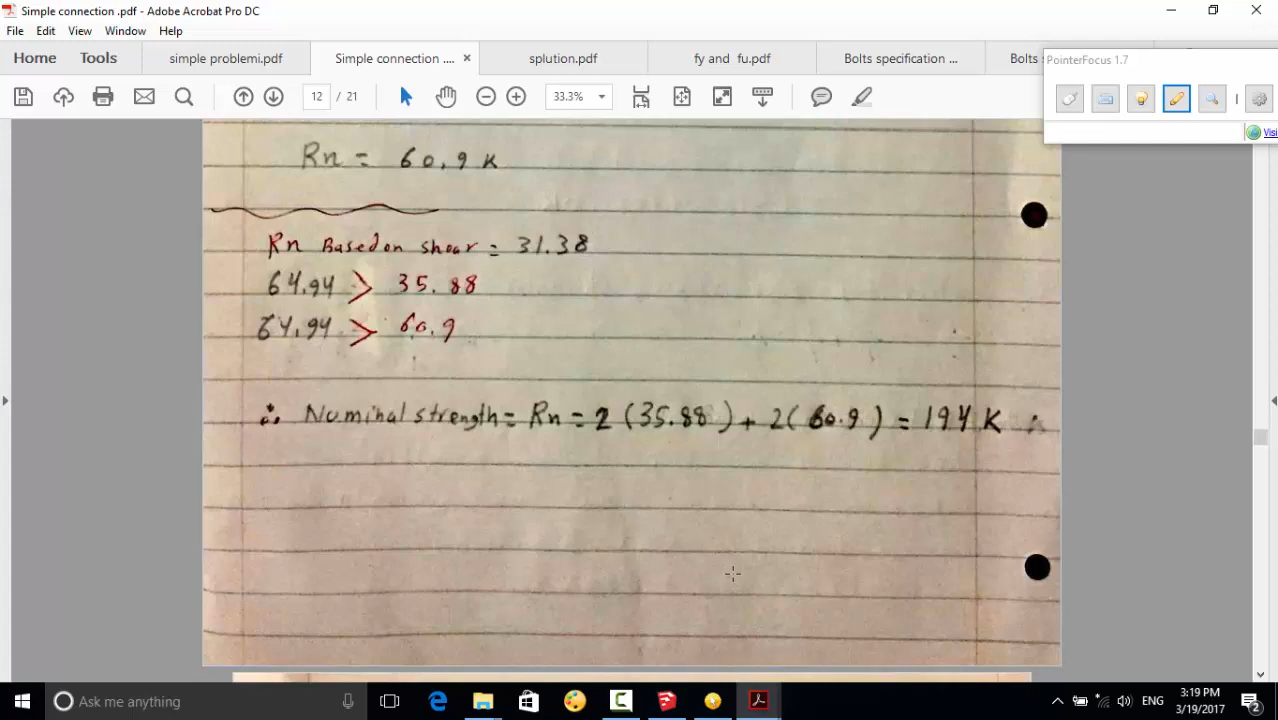 Simple connection .pdf - Adobe Acrobat Pro DC
File Edit View Window Help
Home Tools simple problemi.pdf Simple connection .... × splution.pdf fy and fu.pdf Bolts specification ... Bolts
PointerFocus 1.7
12 / 21 33.3%
Visi
Rn = 60.9 K
Rn Based on shear = 31.38
64.94 > 35.88
64.94 > 60.9
∴ Nominal strength = Rn = 2 (35.88) + 2(60.9) = 194 K
Ask me anything
ENG
3:19 PM
3/19/2017
2